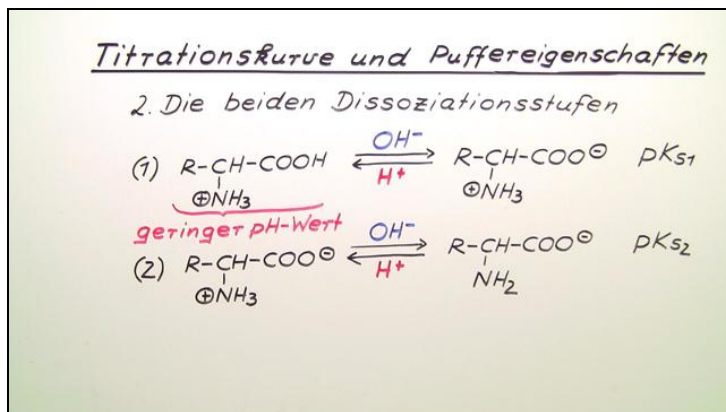 Titrationskurve und Puffereigenschaften
2. Die beiden Dissoziationsstufen
OH⁻
(1) R-CH-COOH R-CH-COO⊖ pKs1
H⁺
⊕NH3 ⊕NH3
geringer pH-Wert
OH⁻
(2) R-CH-COO⊖ R-CH-COO⊖ pKs2
H⁺
⊕NH3 NH2